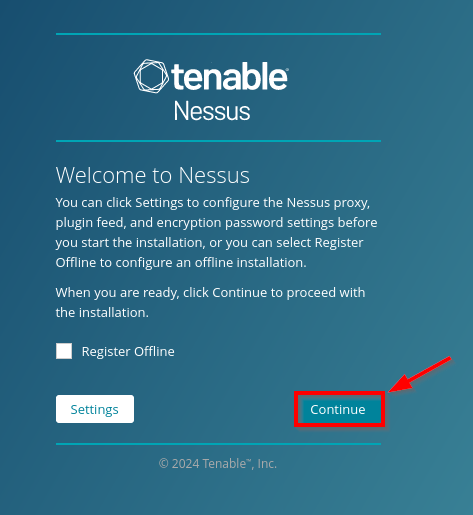 tenable
Nessus
Welcome to Nessus
You can click Settings to configure the Nessus proxy,
plugin feed, and encryption password settings before
you start the installation, or you can select Register
Offline to configure an offline installation.
When you are ready, click Continue to proceed with
the installation.
Register Offline
Settings
Continue
© 2024 Tenable™, Inc.